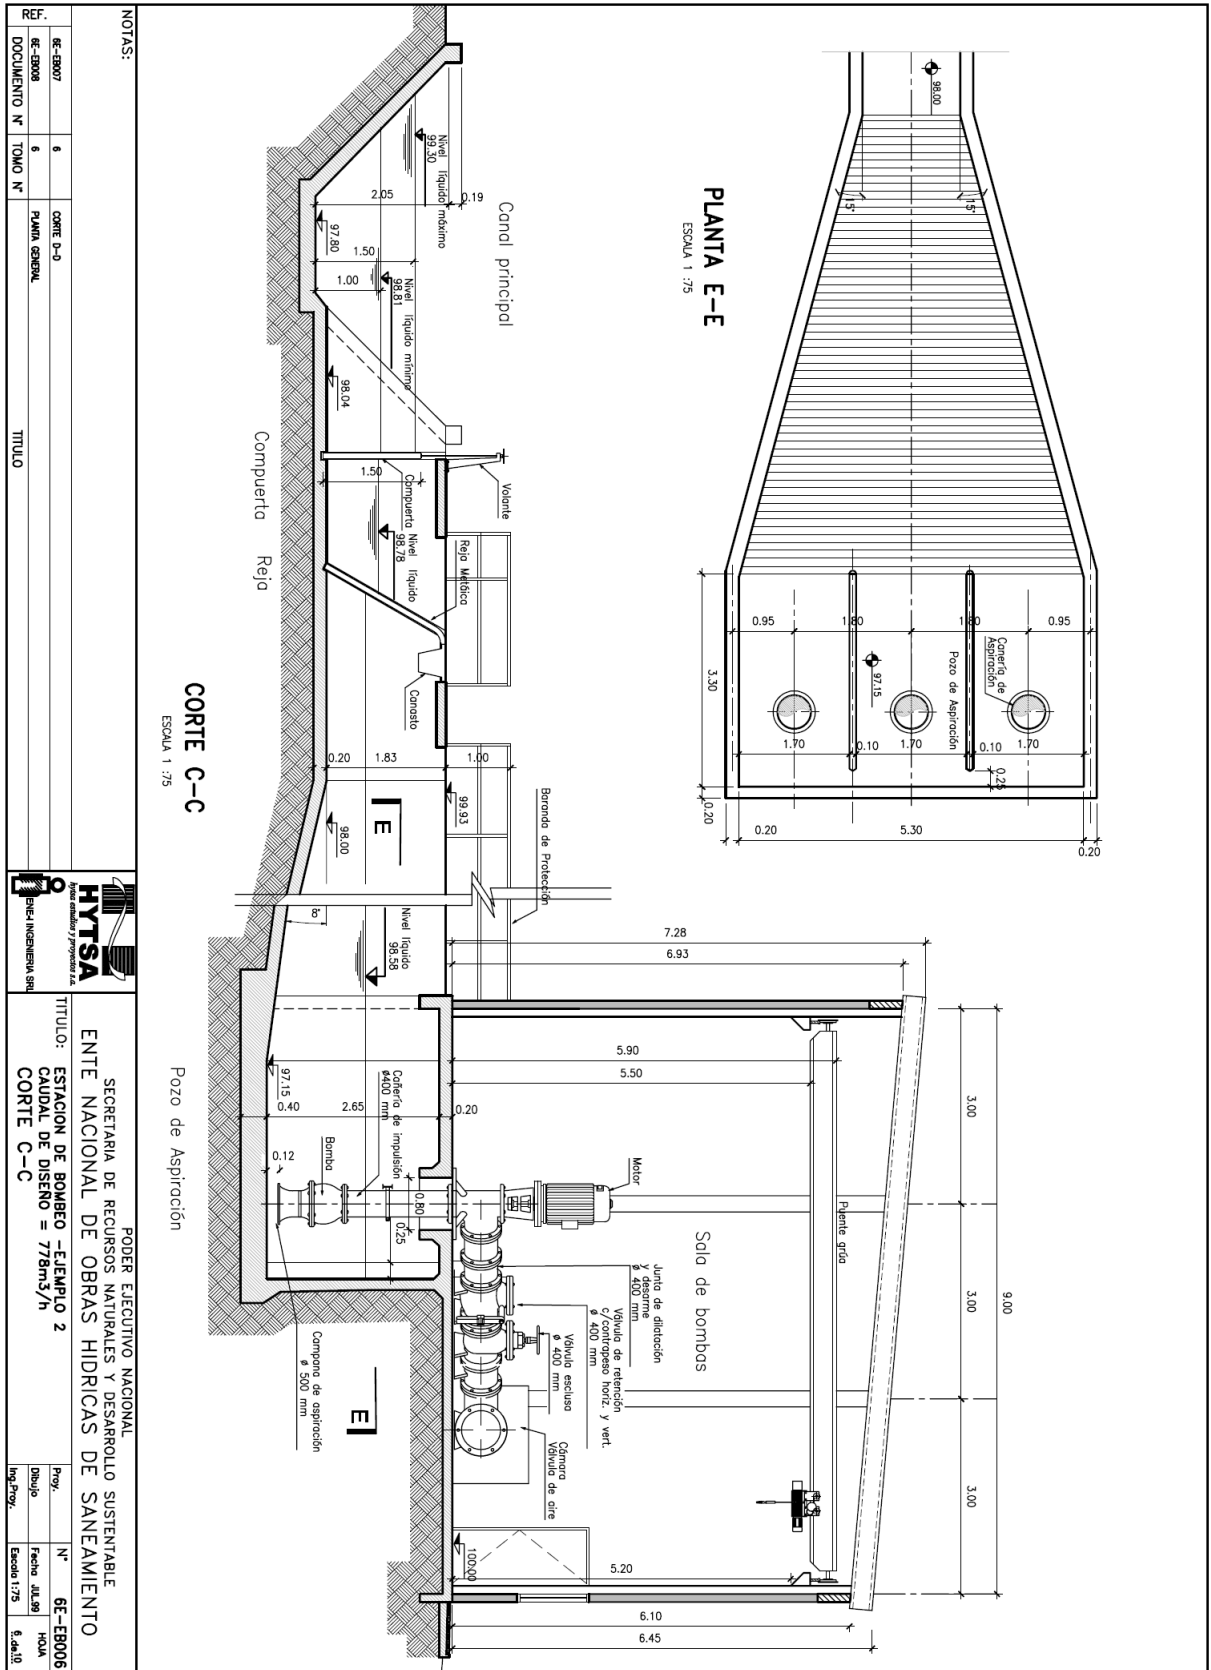 PLANTA E-E
ESCALA 1 :75
98.00
15°
15°
0.95
1.80
1.80
0.95
97.15
Pozo de Aspiración
Cañería de
Aspiración
3.30
1.70
0.10
1.70
0.10
1.70
0.25
0.20
0.20
5.30
0.20
Canal principal
Nivel líquido máximo
99.30
2.05
0.19
97.80
1.50
1.00
Nivel líquido mínimo
98.81
98.04
Compuerta
Reja
Volante
1.50
Compuerta
Nivel líquido
98.78
Reja Metálica
Canasto
CORTE C-C
ESCALA 1 :75
0.20
1.83
1.00
E
99.93
98.00
Baranda de Protección
8°
Nivel líquido
98.58
7.28
6.93
5.90
5.50
97.15
0.40
2.65
0.20
Pozo de Aspiración
Cañería de impulsión
ø400 mm
Bomba
0.12
0.80
0.25
Motor
Puente grúa
Sala de bombas
Junta de dilatación
y desarme
ø 400 mm
Válvula de retención
c/contrapeso horiz. y vert.
ø 400 mm
Válvula esclusa
ø 400 mm
Cámara
Válvula de aire
Campana de aspiración
ø 500 mm
E
3.00
3.00
3.00
9.00
100.00
5.20
6.10
6.45
NOTAS:
REF.
6E-EB007 6 CORTE D-D
6E-EB008 6 PLANTA GENERAL
DOCUMENTO N° TOMO N° TITULO
HYTSA
hytsa estudios y proyectos s.a.
ENE-I INGENIERIA SRL
PODER EJECUTIVO NACIONAL
SECRETARIA DE RECURSOS NATURALES Y DESARROLLO SUSTENTABLE
ENTE NACIONAL DE OBRAS HIDRICAS DE SANEAMIENTO
TITULO: ESTACION DE BOMBEO -EJEMPLO 2
CAUDAL DE DISEÑO = 778m3/h
CORTE C-C
Proy.
Dibujo
Ing.Proy.
N° 6E-EB006
Fecha JUL.99
HOJA
Escala 1:75
6..de.10